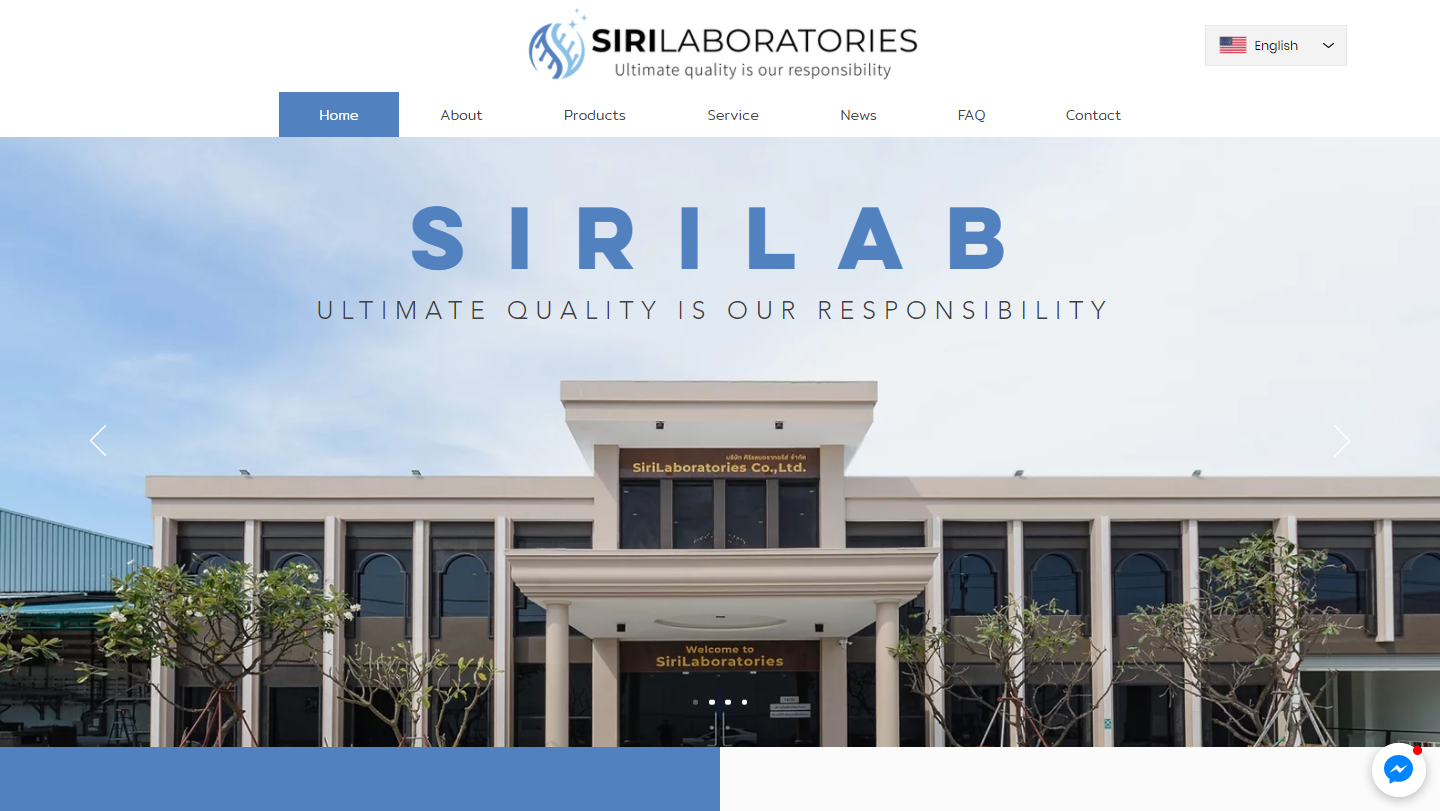 SIRILABORATORIES
Ultimate quality is our responsibility
English
Home About Products Service News FAQ Contact
SIRILAB
ULTIMATE QUALITY IS OUR RESPONSIBILITY
บริษัท ศิริแลบอราทอรีส์ จำกัด
SiriLaboratories Co.,Ltd.
Welcome to
SiriLaboratories